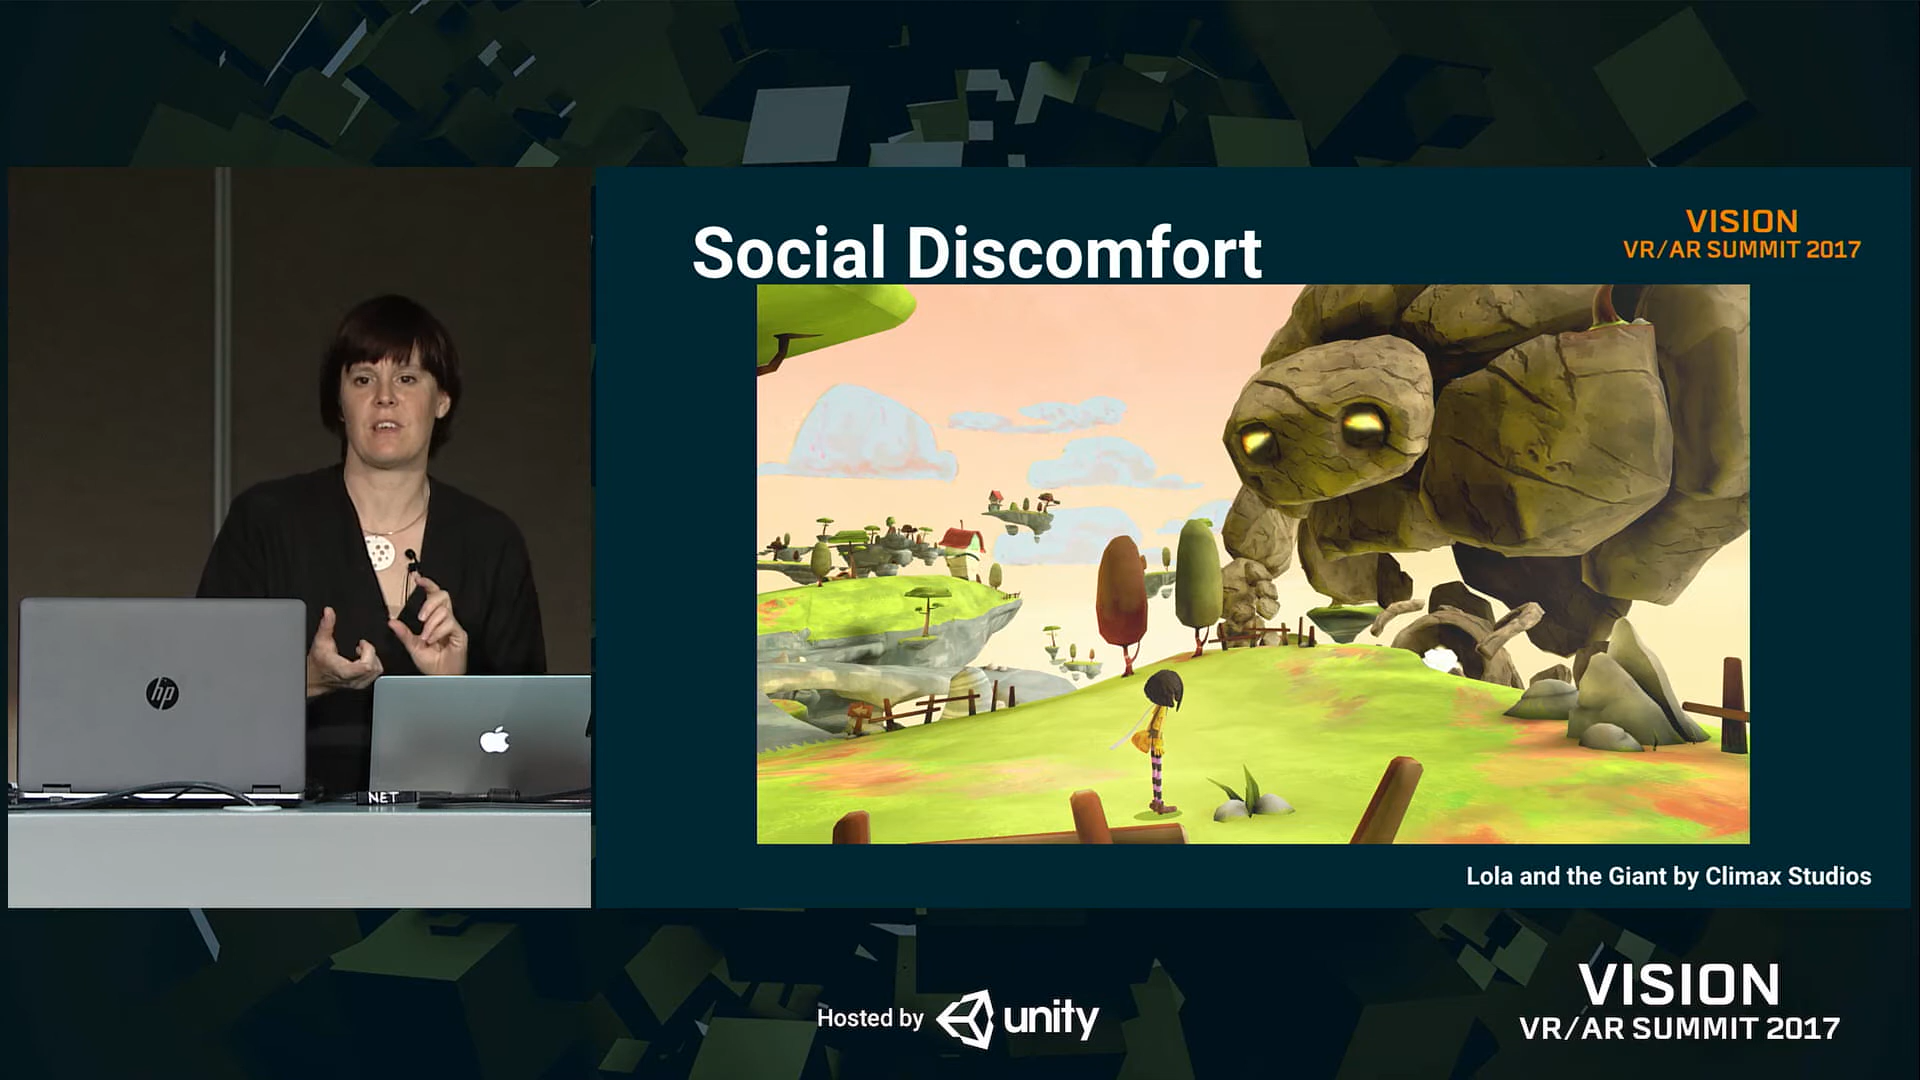 Social Discomfort
VISION
VR/AR SUMMIT 2017
hp
NET
Lola and the Giant by Climax Studios
Hosted by unity
VISION
VR/AR SUMMIT 2017